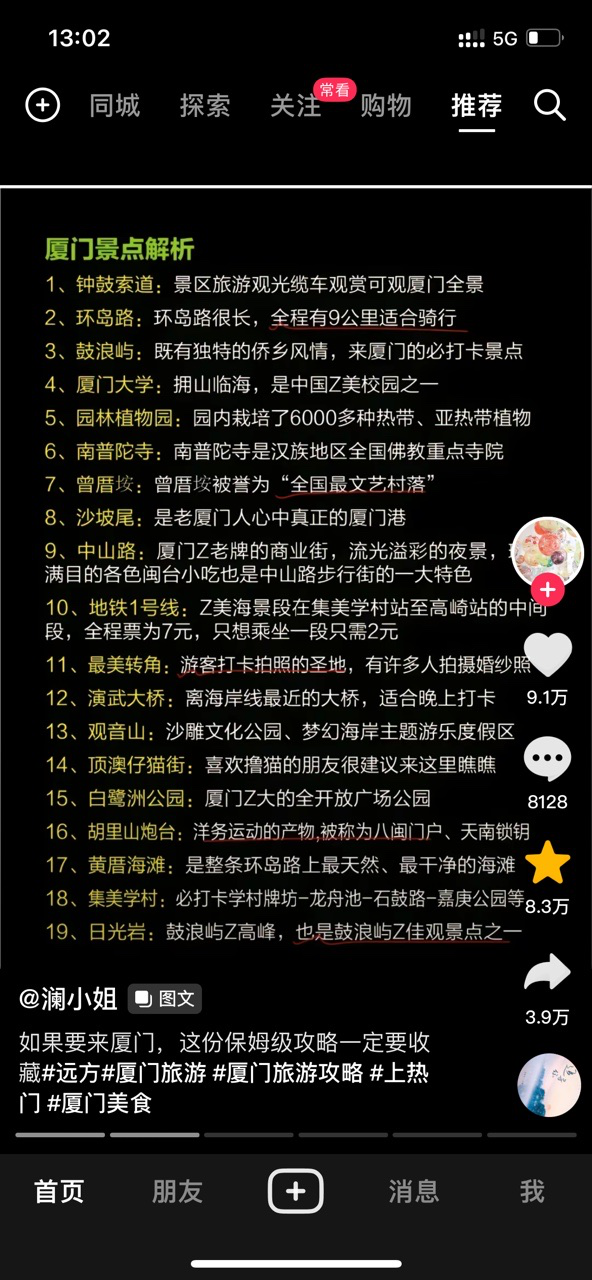 13:02
5G
同城 探索 关注 常看 购物 推荐
厦门景点解析
1、钟鼓索道：景区旅游观光缆车观赏可观厦门全景
2、环岛路：环岛路很长，全程有9公里适合骑行
3、鼓浪屿：既有独特的侨乡风情，来厦门的必打卡景点
4、厦门大学：拥山临海，是中国Z美校园之一
5、园林植物园：园内栽培了6000多种热带、亚热带植物
6、南普陀寺：南普陀寺是汉族地区全国佛教重点寺院
7、曾厝垵：曾厝垵被誉为“全国最文艺村落”
8、沙坡尾：是老厦门人心中真正的厦门港
9、中山路：厦门Z老牌的商业街，流光溢彩的夜景，
满目的各色闽台小吃也是中山路步行街的一大特色
10、地铁1号线：Z美海景段在集美学村站至高崎站的中间
段，全程票为7元，只想乘坐一段只需2元
11、最美转角：游客打卡拍照的圣地，有许多人拍摄婚纱照
12、演武大桥：离海岸线最近的大桥，适合晚上打卡
13、观音山：沙雕文化公园、梦幻海岸主题游乐度假区
14、顶澳仔猫街：喜欢撸猫的朋友很建议来这里瞧瞧
15、白鹭洲公园：厦门Z大的全开放广场公园
16、胡里山炮台：洋务运动的产物,被称为八闽门户、天南锁钥
17、黄厝海滩：是整条环岛路上最天然、最干净的海滩
18、集美学村：必打卡学村牌坊-龙舟池-石鼓路-嘉庚公园等
19、日光岩：鼓浪屿Z高峰，也是鼓浪屿Z佳观景点之一
9.1万
8128
8.3万
3.9万
@澜小姐 图文
如果要来厦门，这份保姆级攻略一定要收
藏#远方#厦门旅游 #厦门旅游攻略 #上热
门 #厦门美食
首页 朋友 消息 我